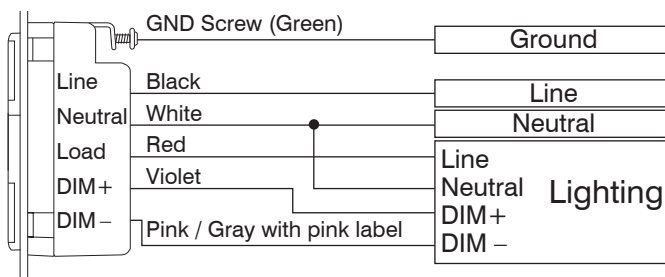 GND Screw (Green)
Ground
Line
Black
Line
Neutral
White
Neutral
Load
Red
Line
DIM+
Violet
Neutral
Lighting
DIM+
DIM−
Pink / Gray with pink label
DIM −